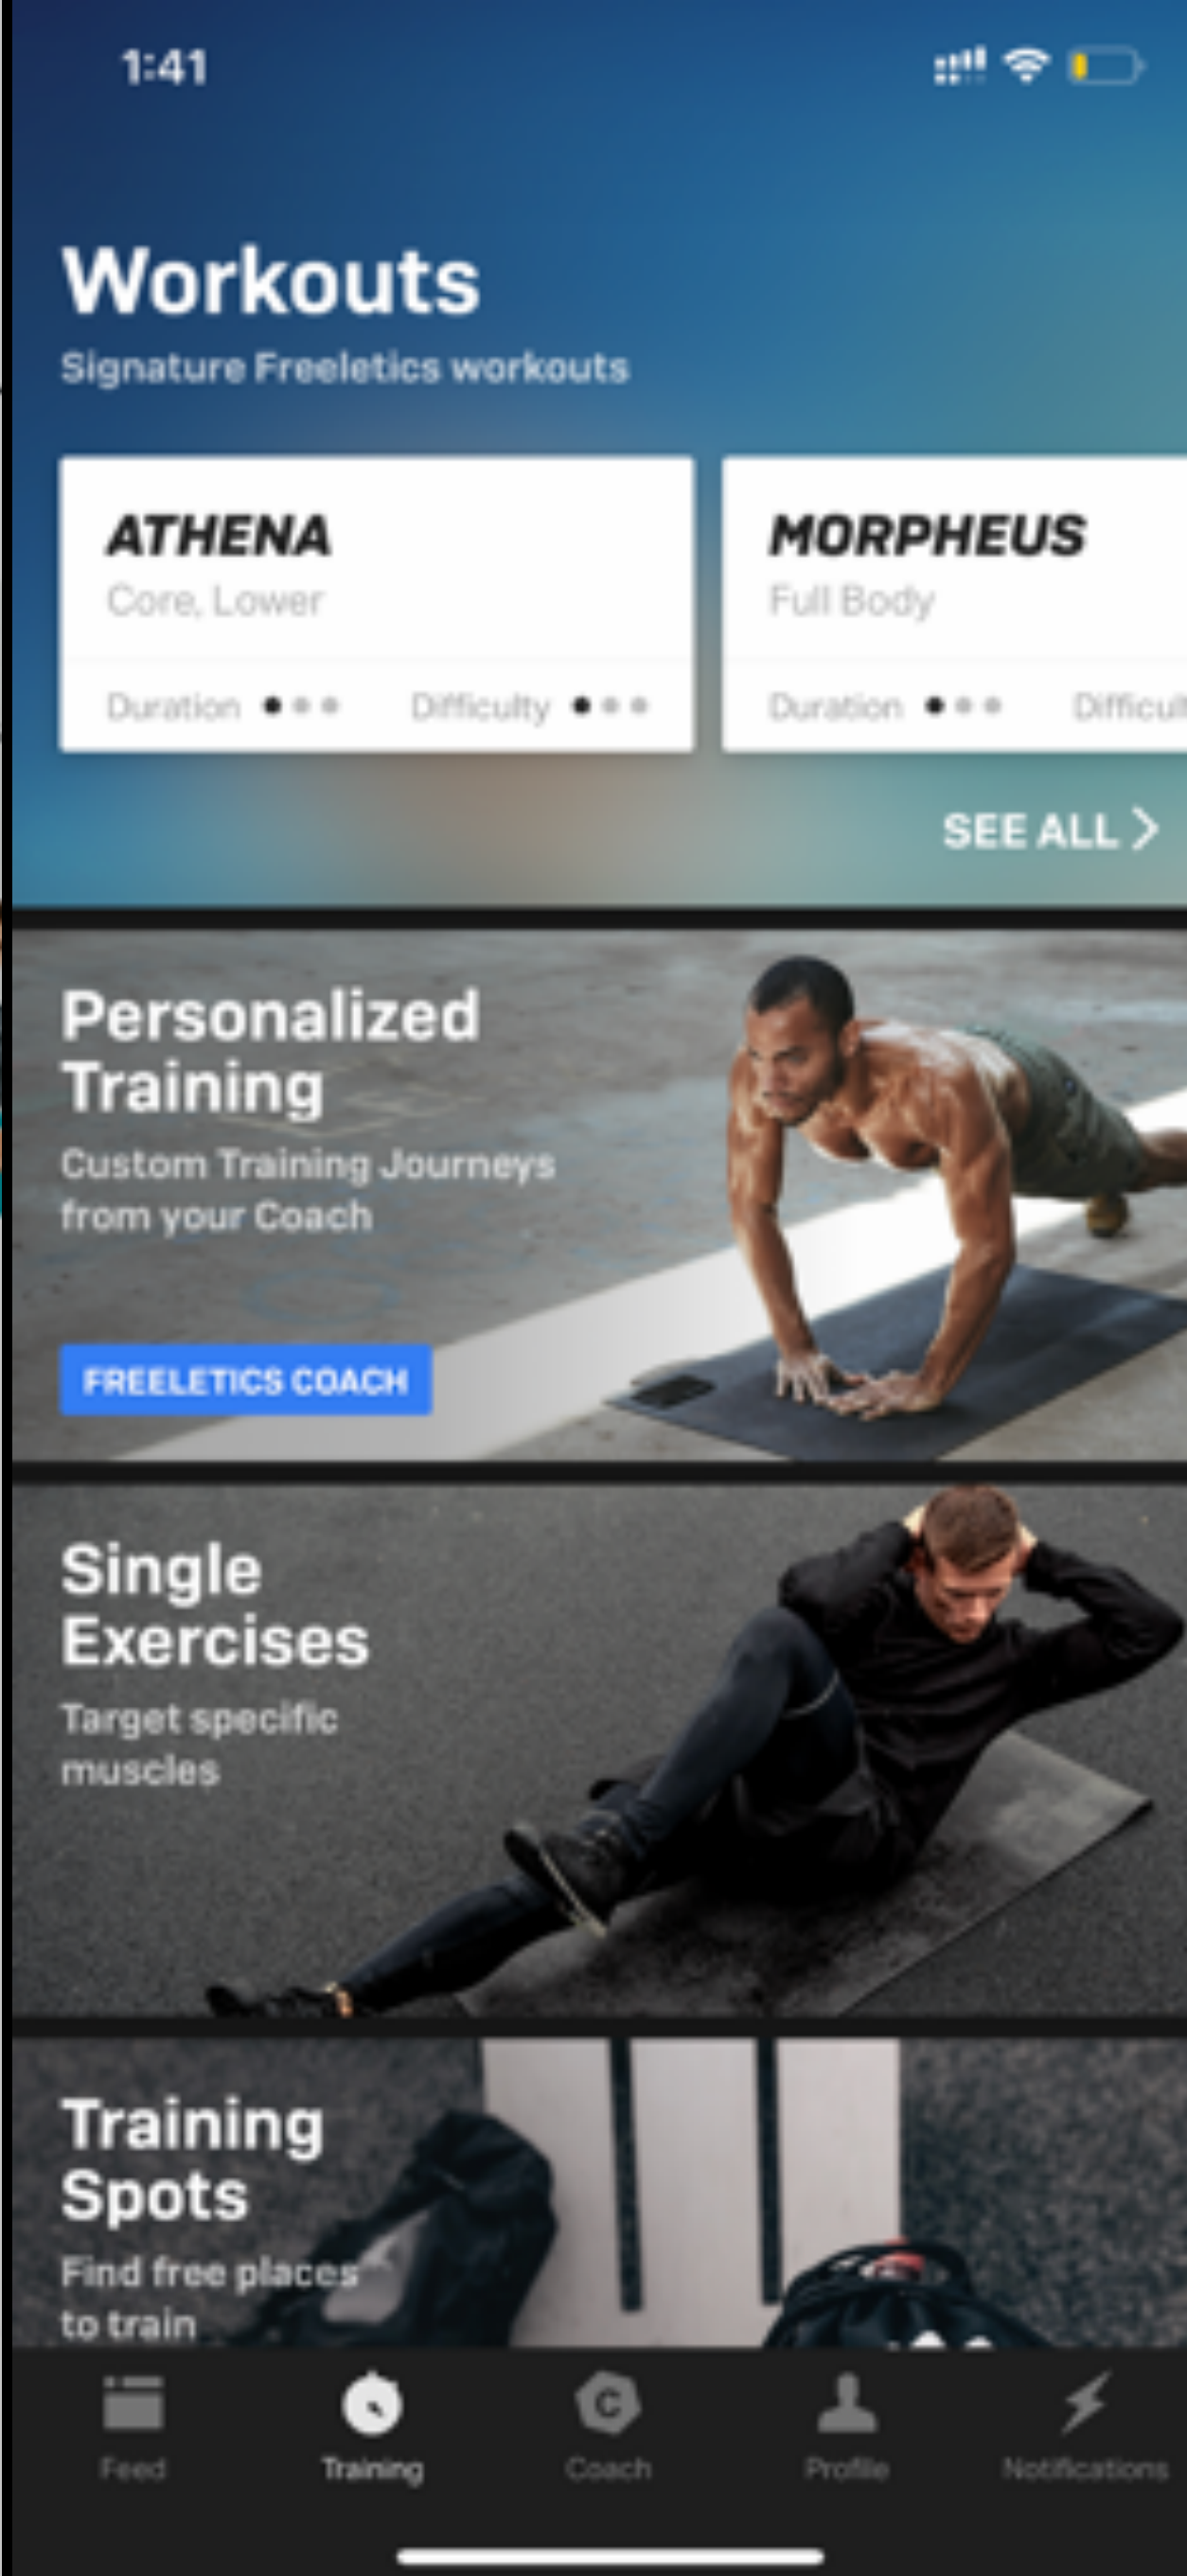 1:41
Workouts
Signature Freeletics workouts
ATHENA
Core, Lower
Duration Difficulty
MORPHEUS
Full Body
Duration Difficult
SEE ALL
Personalized
Training
Custom Training Journeys
from your Coach
FREELETICS COACH
Single
Exercises
Target specific
muscles
Training
Spots
Find free places
to train
C
Feed Training Coach Profile Notifications